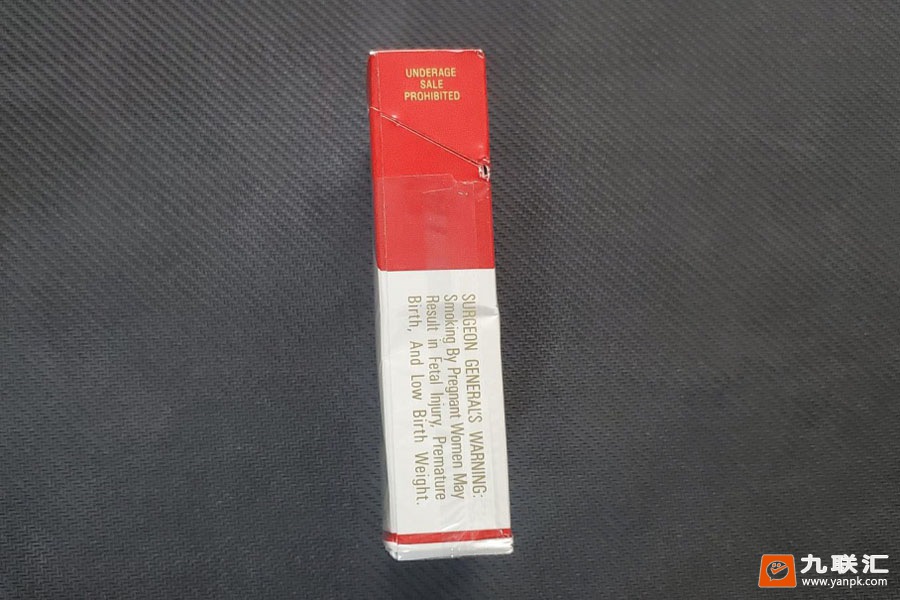 UNDERAGE
SALE
PROHIBITED
SURGEON GENERAL'S WARNING:
Smoking By Pregnant Women May
Result in Fetal Injury, Premature
Birth, And Low Birth Weight.
九联汇
www.yanpk.com